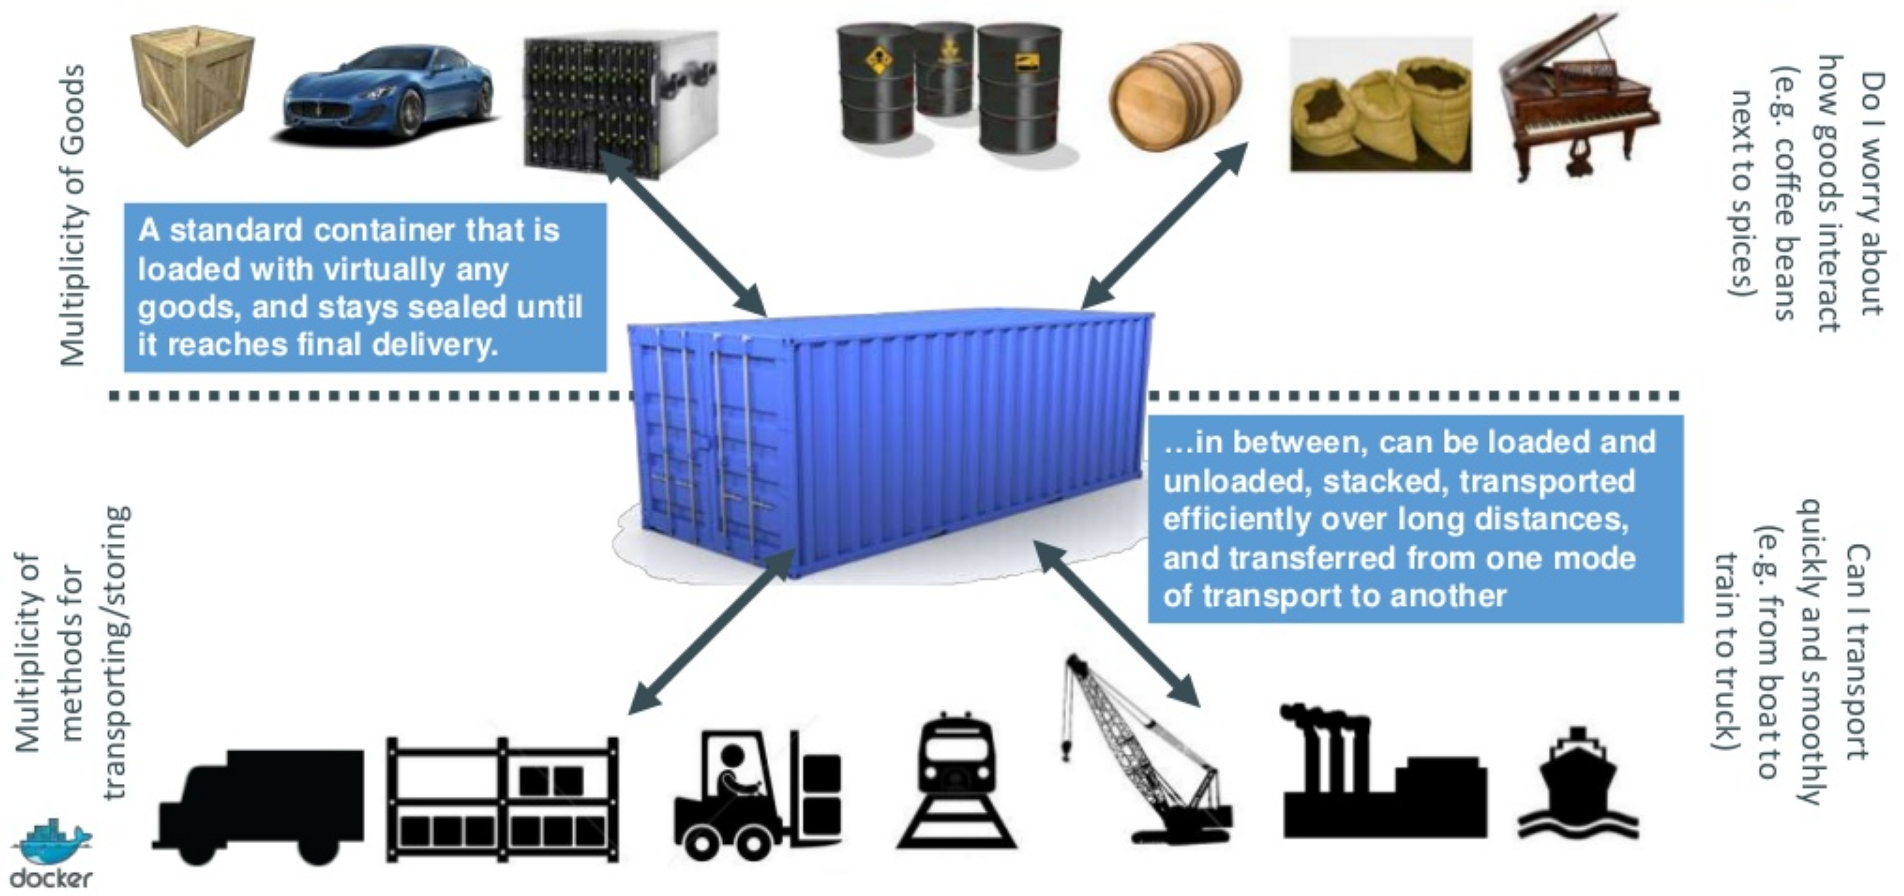 Multiplicity of Goods
Do I worry about
how goods interact
(e.g. coffee beans
next to spices)
A standard container that is
loaded with virtually any
goods, and stays sealed until
it reaches final delivery.
…in between, can be loaded and
unloaded, stacked, transported
efficiently over long distances,
and transferred from one mode
of transport to another
Multiplicity of
methods for
transporting/storing
Can I transport
quickly and smoothly
(e.g. from boat to
train to truck)
docker